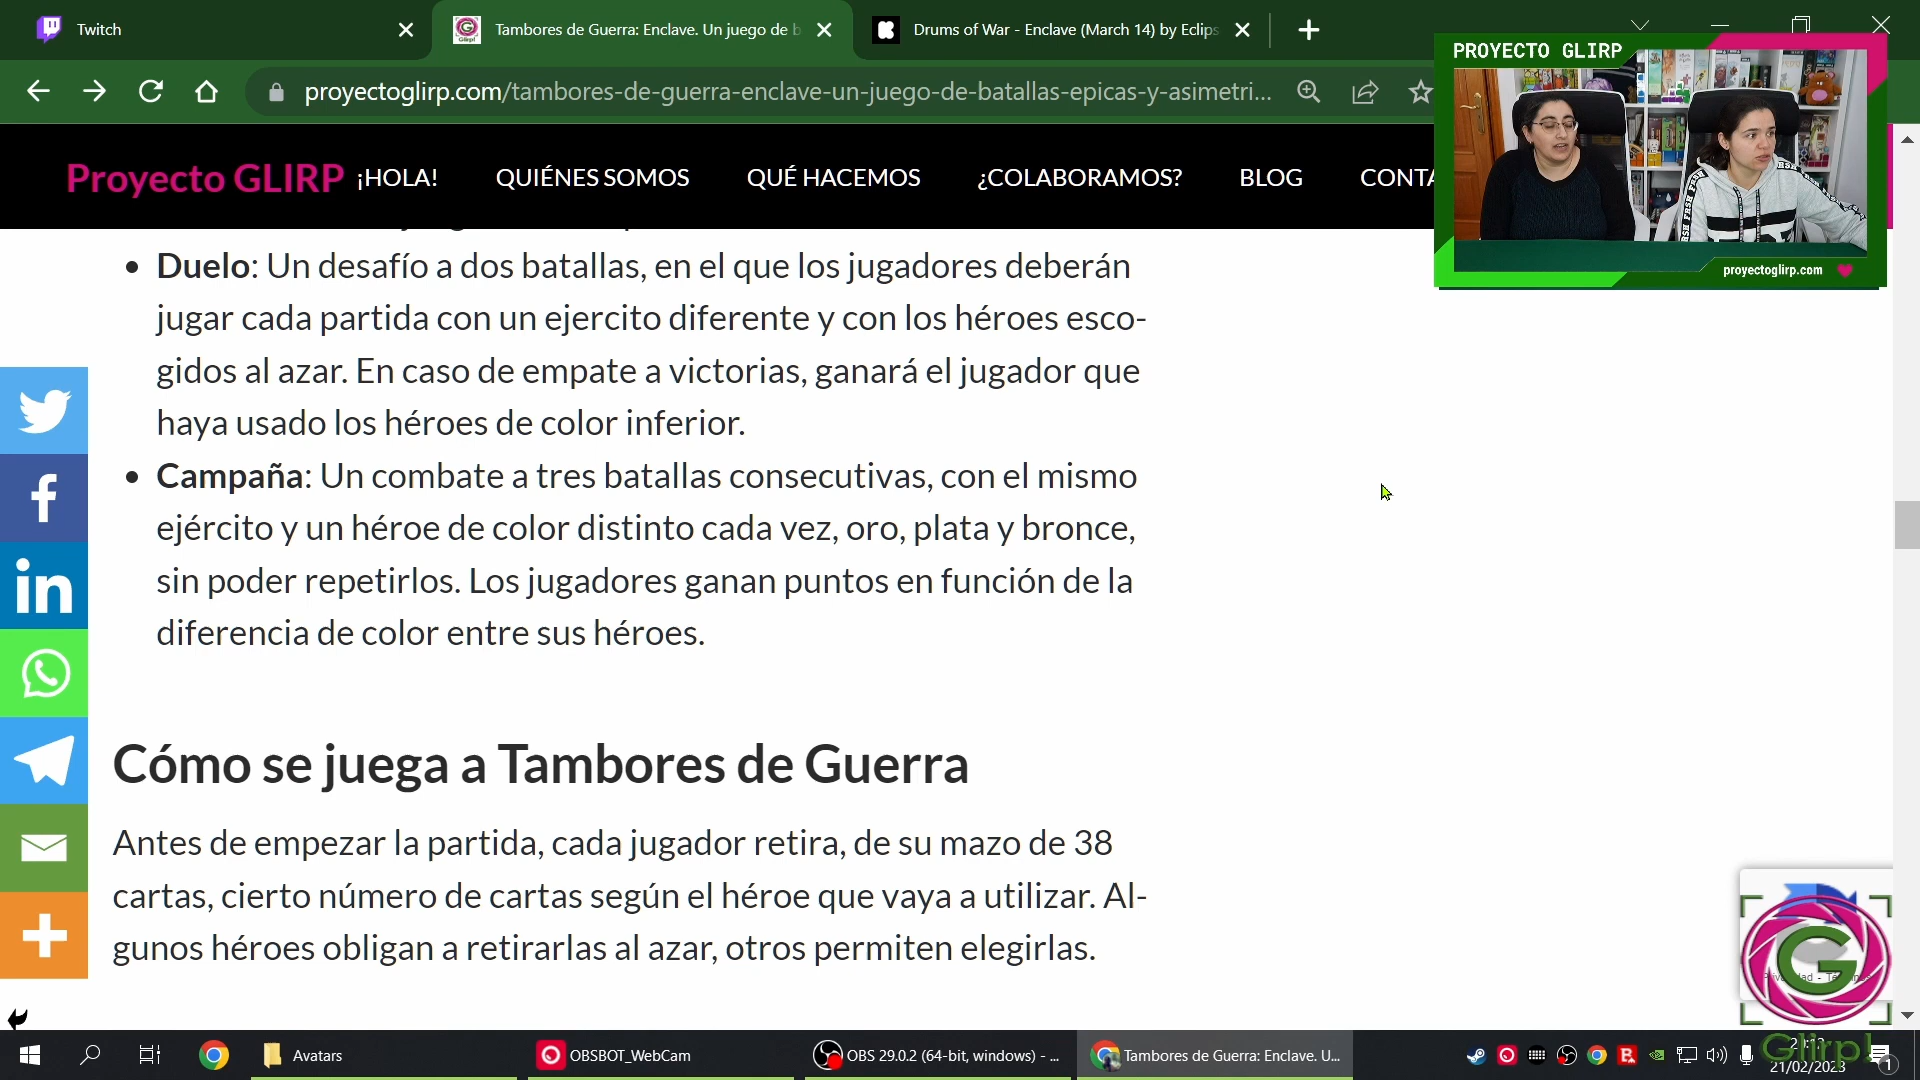 Twitch
Tambores de Guerra: Enclave. Un juego de b
Drums of War - Enclave (March 14) by Eclips
proyectoglirp.com/tambores-de-guerra-enclave-un-juego-de-batallas-epicas-y-asimetri...
PROYECTO GLIRP
proyectoglirp.com
Proyecto GLIRP
¡HOLA!
QUIÉNES SOMOS
QUÉ HACEMOS
¿COLABORAMOS?
BLOG
CONTA
• Duelo: Un desafío a dos batallas, en el que los jugadores deberán
jugar cada partida con un ejercito diferente y con los héroes esco-
gidos al azar. En caso de empate a victorias, ganará el jugador que
haya usado los héroes de color inferior.
• Campaña: Un combate a tres batallas consecutivas, con el mismo
ejército y un héroe de color distinto cada vez, oro, plata y bronce,
sin poder repetirlos. Los jugadores ganan puntos en función de la
diferencia de color entre sus héroes.
Cómo se juega a Tambores de Guerra
Antes de empezar la partida, cada jugador retira, de su mazo de 38
cartas, cierto número de cartas según el héroe que vaya a utilizar. Al-
gunos héroes obligan a retirarlas al azar, otros permiten elegirlas.
Glirp!
Avatars
OBSBOT_WebCam
OBS 29.0.2 (64-bit, windows) - ...
Tambores de Guerra: Enclave. U...
21/02/2023
1